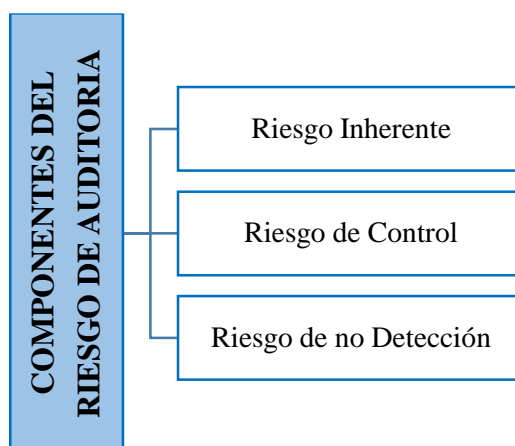 COMPONENTES DEL
RIESGO DE AUDITORIA
Riesgo Inherente
Riesgo de Control
Riesgo de no Detección